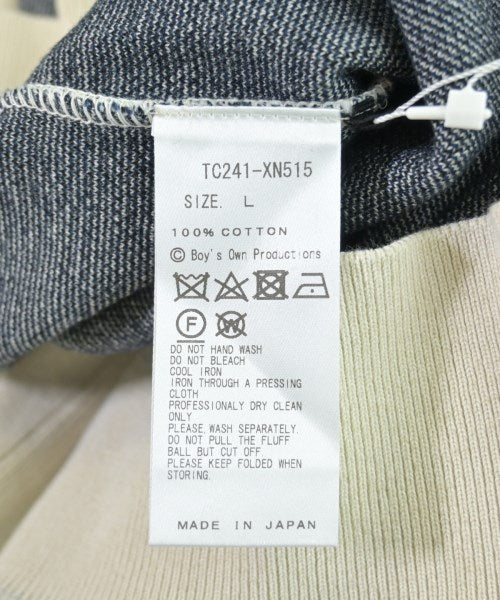 TC241-XN515
SIZE. L
100% COTTON
© Boy's Own Productions
F W
DO NOT HAND WASH
DO NOT BLEACH
COOL IRON
IRON THROUGH A PRESSING
CLOTH
PROFESSIONALY DRY CLEAN
ONLY
PLEASE, WASH SEPARATELY.
DO NOT PULL THE FLUFF
BALL BUT CUT OFF.
PLEASE KEEP FOLDED WHEN
STORING.
MADE IN JAPAN